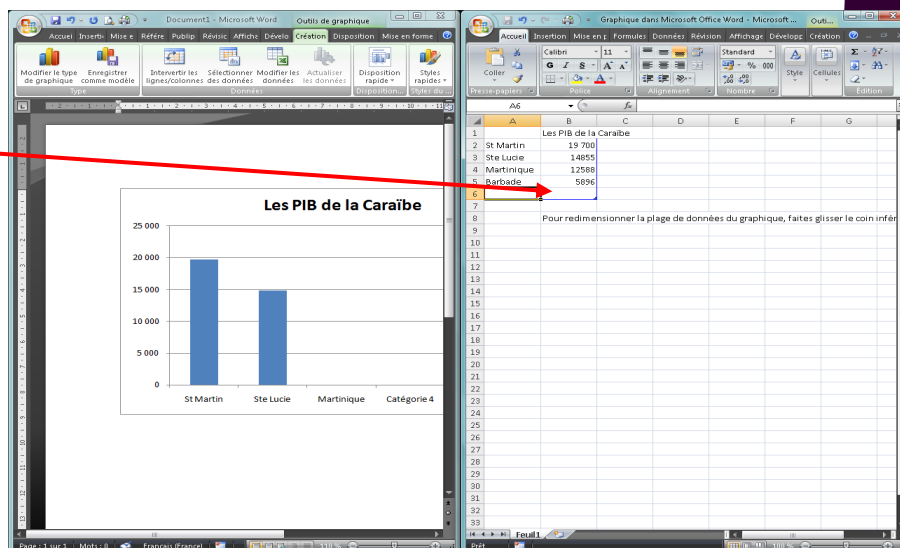 Document1 - Microsoft Word
Outils de graphique
Accueil Insertio Mise e Référe Publip Révisic Affiche Dévelo Création Disposition Mise en forme
Modifier le type de graphique
Enregistrer comme modèle
Intervertir les lignes/colonnes
Sélectionner des données
Modifier les données
Actualiser les données
Disposition rapide
Styles rapides
Type
Données
Disposition...
Styles du ...
Les PIB de la Caraïbe
25 000
20 000
15 000
10 000
5 000
0
St Martin Ste Lucie Martinique Catégorie 4
Page : 1 sur 1 Mots : 0 Français (France) 110 %
Graphique dans Microsoft Office Word - Microsoft ... Outi...
Accueil Insertion Mise en p Formules Données Révision Affichage Développ Création
Coller
Calibri 11
G I S
Standard
% 000
Style
Cellules
Presse-papiers
Police
Alignement
Nombre
Édition
A6
fx
A B C D E F G
1 Les PIB de la Caraïbe
2 St Martin 19 700
3 Ste Lucie 14855
4 Martinique 12588
5 Barbade 5896
6
7
8 Pour redimensionner la plage de données du graphique, faites glisser le coin infér
9
10
11
12
13
14
15
16
17
18
19
20
21
22
23
24
25
26
27
28
29
30
31
32
33
Feuil1
Prêt 100 %